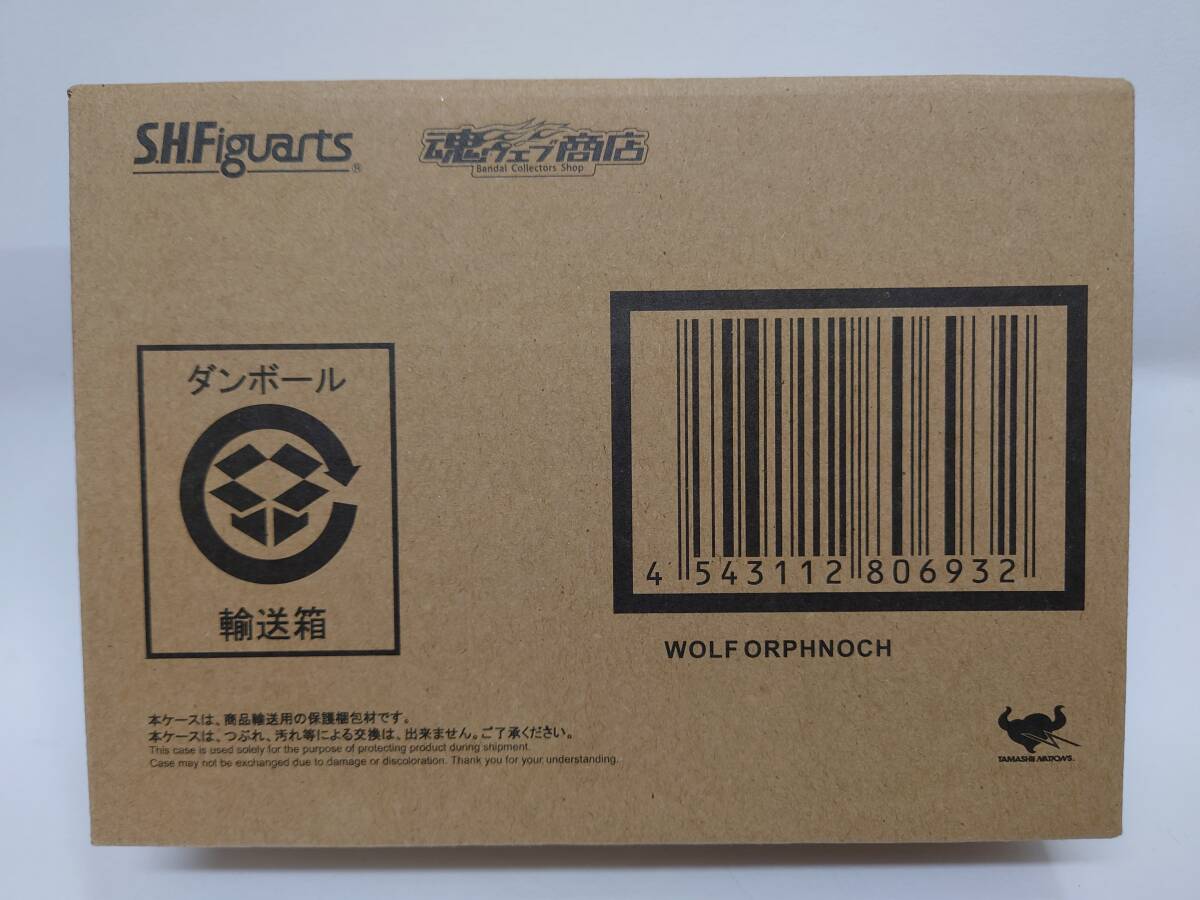 S.H.Figuarts ®
魂ウェブ商店
Bandai Collectors Shop
ダンボール
輸送箱
4 543112 806932
WOLF ORPHNOCH
本ケースは、商品輸送用の保護梱包材です。
本ケースは、つぶれ、汚れ等による交換は、出来ません。ご了承ください。
This case is used solely for the purpose of protecting product during shipment.
Case may not be exchanged due to damage or discoloration. Thank you for your understanding.
TAMASHII NATIONS.